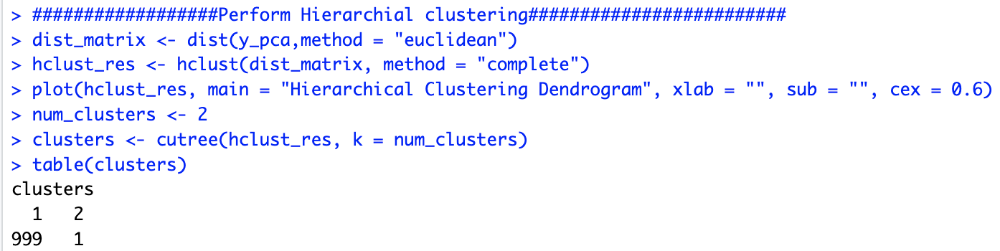 > ##################Perform Hierarchial clustering#########################
> dist_matrix <- dist(y_pca,method = "euclidean")
> hclust_res <- hclust(dist_matrix, method = "complete")
> plot(hclust_res, main = "Hierarchical Clustering Dendrogram", xlab = "", sub = "", cex = 0.6)
> num_clusters <- 2
> clusters <- cutree(hclust_res, k = num_clusters)
> table(clusters)
clusters
  1   2
999   1